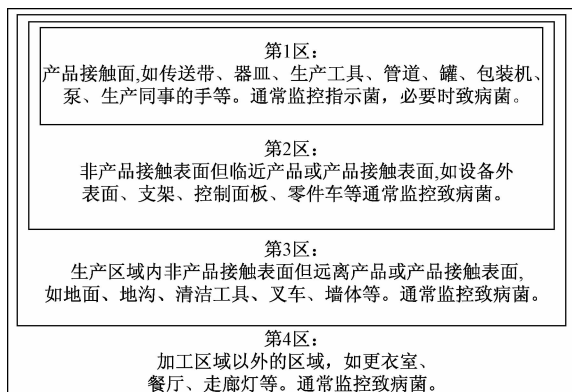 第1区：
产品接触面,如传送带、器皿、生产工具、管道、罐、包装机、
泵、生产同事的手等。通常监控指示菌，必要时致病菌。
第2区：
非产品接触表面但临近产品或产品接触表面,如设备外
表面、支架、控制面板、零件车等通常监控致病菌。
第3区：
生产区域内非产品接触表面但远离产品或产品接触表面,
如地面、地沟、清洁工具、叉车、墙体等。通常监控致病菌。
第4区：
加工区域以外的区域，如更衣室、
餐厅、走廊灯等。通常监控致病菌。